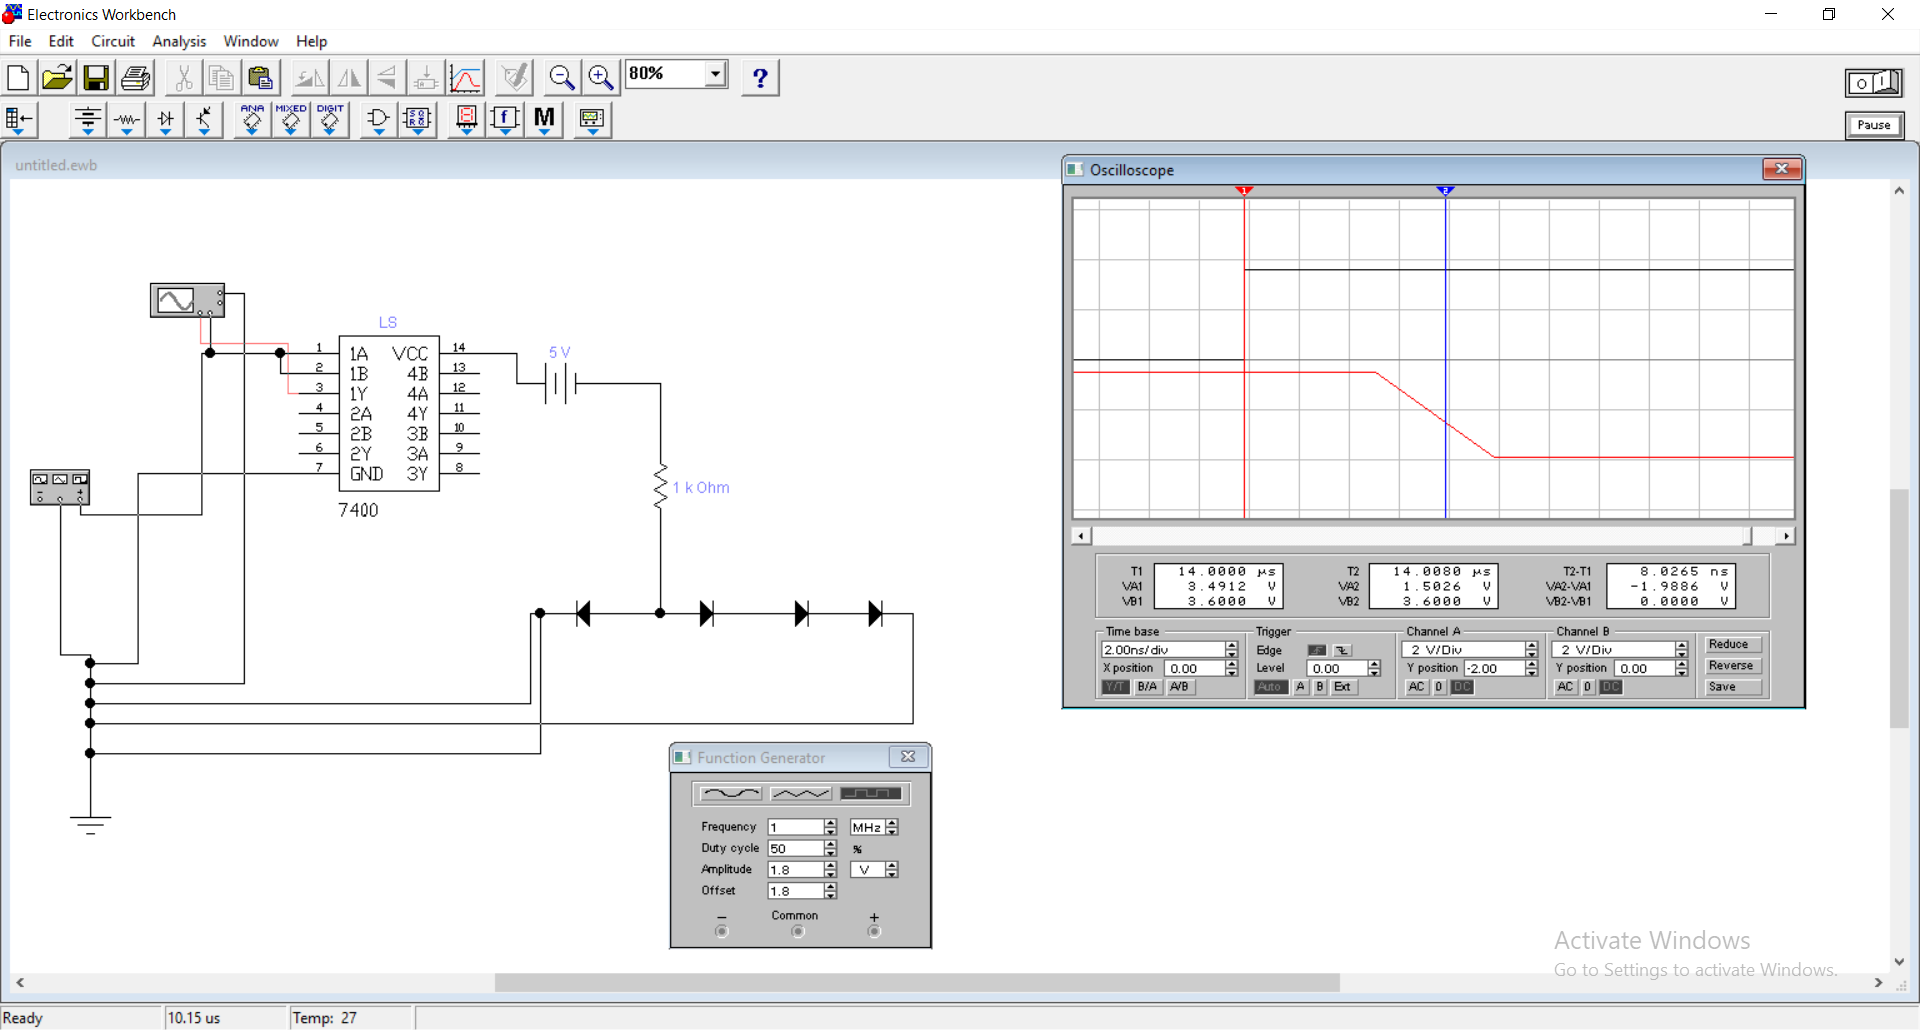 Electronics Workbench
File Edit Circuit Analysis Window Help
80%
?
ANA MIXED DIGIT
f M
Pause
untitled.ewb
Oscilloscope
1 2
LS
1 1A VCC 14
2 1B 4B 13
3 1Y 4A 12
4 2A 4Y 11
5 2B 3B 10
6 2Y 3A 9
7 GND 3Y 8
7400
5 V
1 k Ohm
T1 14.0000 µs T2 14.0080 µs T2-T1 8.0265 ns
VA1 3.4912 V VA2 1.5026 V VA2-VA1 -1.9886 V
VB1 3.6000 V VB2 3.6000 V VB2-VB1 0.0000 V
Time base Trigger Channel A Channel B
2.00ns/div Edge 2 V/Div 2 V/Div Reduce
X position 0.00 Level 0.00 Y position -2.00 Y position 0.00 Reverse
Y/T B/A A/B Auto A B Ext AC 0 DC AC 0 DC Save
Function Generator
Frequency 1 MHz
Duty cycle 50 %
Amplitude 1.8 V
Offset 1.8
− Common +
Activate Windows
Go to Settings to activate Windows.
Ready 10.15 us Temp: 27